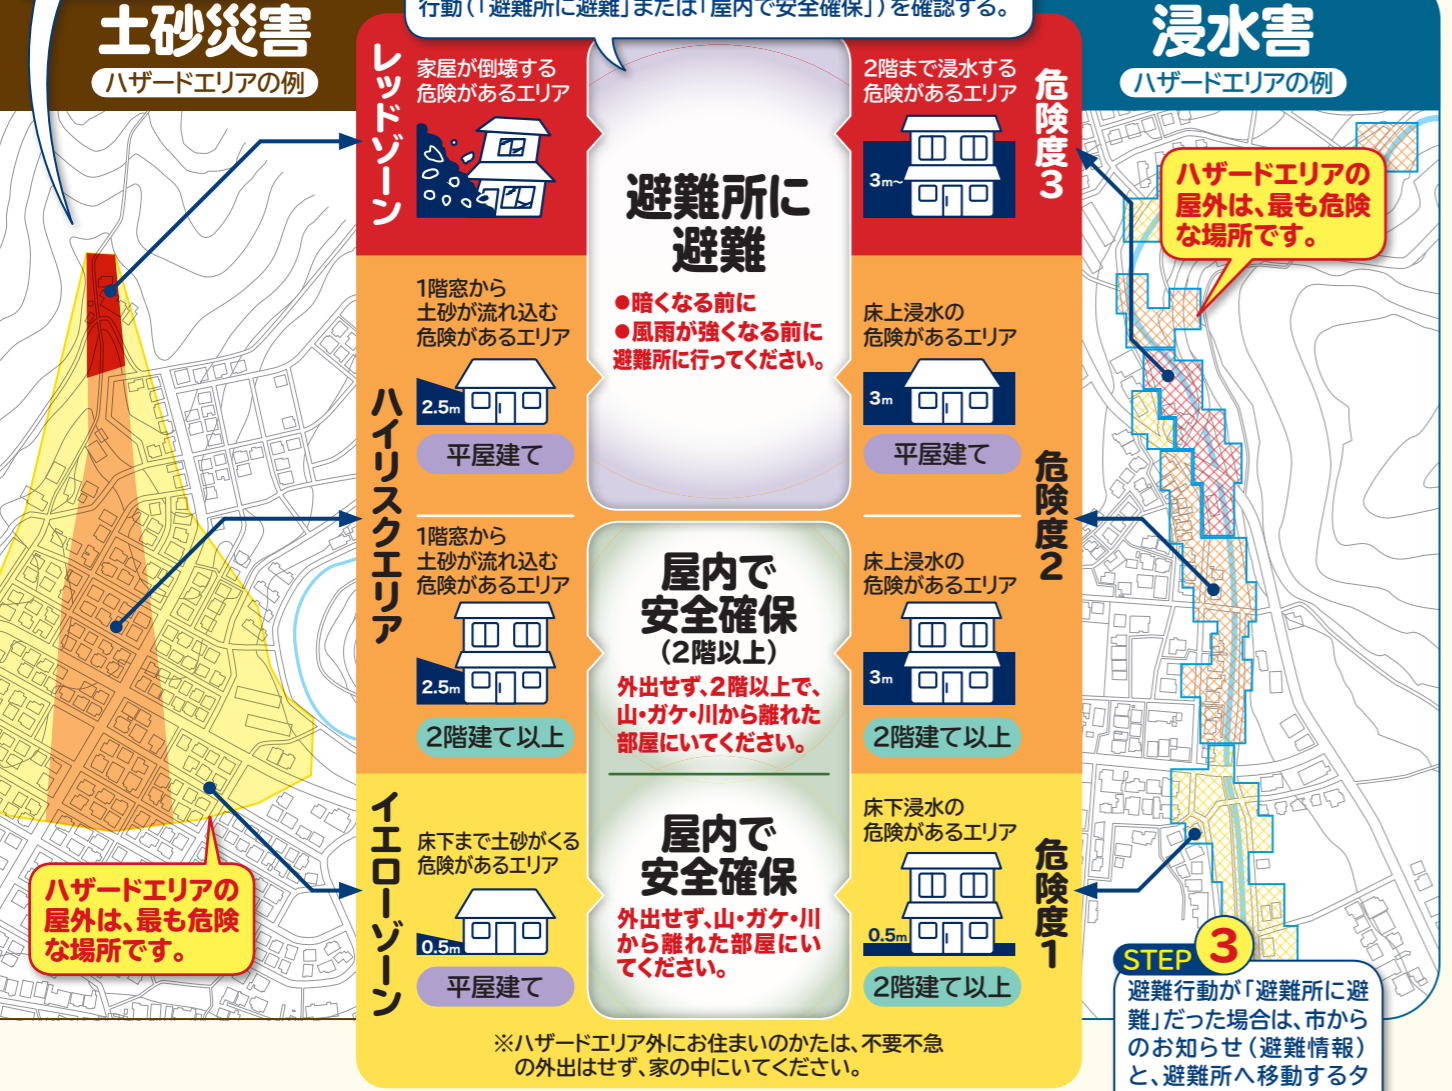 行動(「避難所に避難」または「屋内で安全確保」)を確認する。
土砂災害
ハザードエリアの例
レッドゾーン
家屋が倒壊する
危険があるエリア
ハイリスクエリア
1階窓から
土砂が流れ込む
危険があるエリア
2.5m
平屋建て
1階窓から
土砂が流れ込む
危険があるエリア
2.5m
2階建て以上
イエローゾーン
床下まで土砂がくる
危険があるエリア
0.5m
平屋建て
ハザードエリアの
屋外は、最も危険
な場所です。
避難所に
避難
●暗くなる前に
●風雨が強くなる前に
避難所に行ってください。
屋内で
安全確保
(2階以上)
外出せず、2階以上で、
山・ガケ・川から離れた
部屋にいてください。
屋内で
安全確保
外出せず、山・ガケ・川
から離れた部屋にい
てください。
浸水害
ハザードエリアの例
危険度3
2階まで浸水する
危険があるエリア
3m~
危険度2
床上浸水の
危険があるエリア
3m
平屋建て
床上浸水の
危険があるエリア
3m
2階建て以上
危険度1
床下浸水の
危険があるエリア
0.5m
2階建て以上
ハザードエリアの
屋外は、最も危険
な場所です。
※ハザードエリア外にお住まいのかたは、不要不急
の外出はせず、家の中にいてください。
STEP 3
避難行動が「避難所に避
難」だった場合は、市から
のお知らせ(避難情報)
と、避難所へ移動するタ